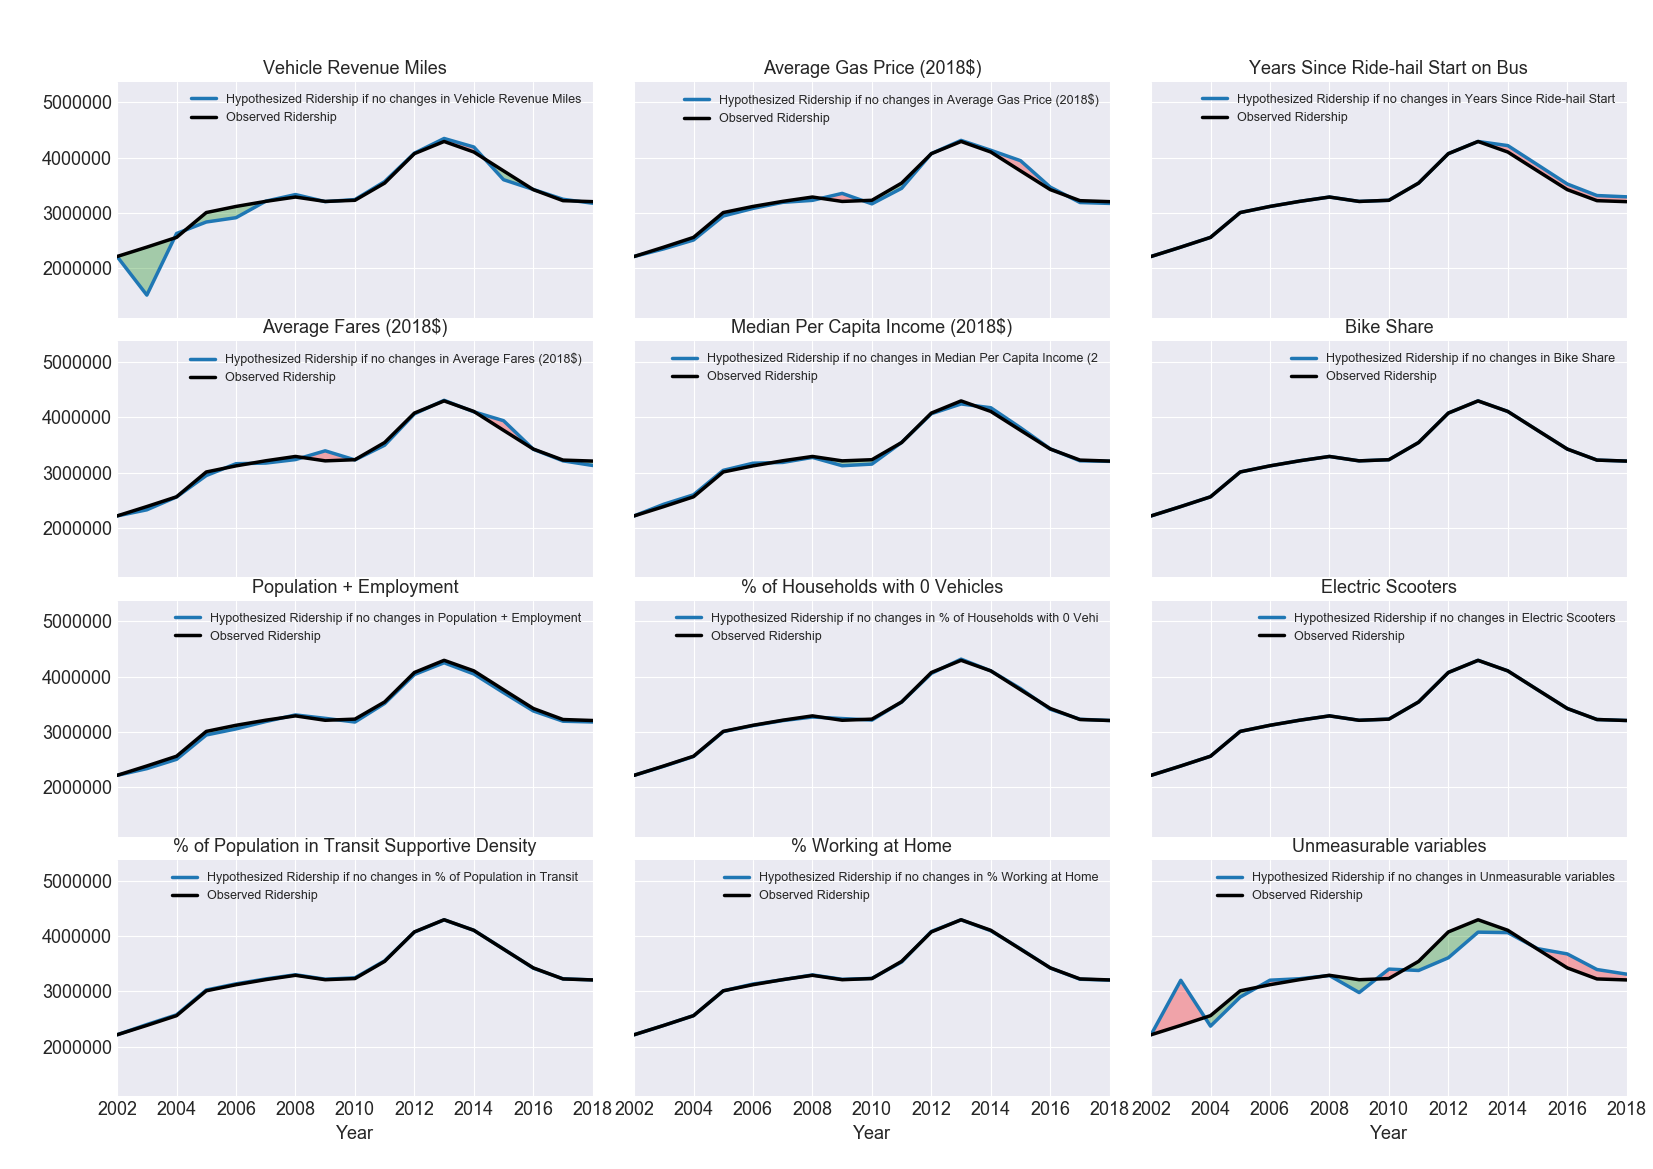 Vehicle Revenue Miles
Hypothesized Ridership if no changes in Vehicle Revenue Miles
Observed Ridership
5000000
4000000
3000000
2000000
Average Gas Price (2018$)
Hypothesized Ridership if no changes in Average Gas Price (2018$)
Observed Ridership
Years Since Ride-hail Start on Bus
Hypothesized Ridership if no changes in Years Since Ride-hail Start
Observed Ridership
Average Fares (2018$)
Hypothesized Ridership if no changes in Average Fares (2018$)
Observed Ridership
5000000
4000000
3000000
2000000
Median Per Capita Income (2018$)
Hypothesized Ridership if no changes in Median Per Capita Income (2
Observed Ridership
Bike Share
Hypothesized Ridership if no changes in Bike Share
Observed Ridership
Population + Employment
Hypothesized Ridership if no changes in Population + Employment
Observed Ridership
5000000
4000000
3000000
2000000
% of Households with 0 Vehicles
Hypothesized Ridership if no changes in % of Households with 0 Vehi
Observed Ridership
Electric Scooters
Hypothesized Ridership if no changes in Electric Scooters
Observed Ridership
% of Population in Transit Supportive Density
Hypothesized Ridership if no changes in % of Population in Transit
Observed Ridership
5000000
4000000
3000000
2000000
2002 2004 2006 2008 2010 2012 2014 2016 2018
Year
% Working at Home
Hypothesized Ridership if no changes in % Working at Home
Observed Ridership
2002 2004 2006 2008 2010 2012 2014 2016 2018
Year
Unmeasurable variables
Hypothesized Ridership if no changes in Unmeasurable variables
Observed Ridership
2002 2004 2006 2008 2010 2012 2014 2016 2018
Year